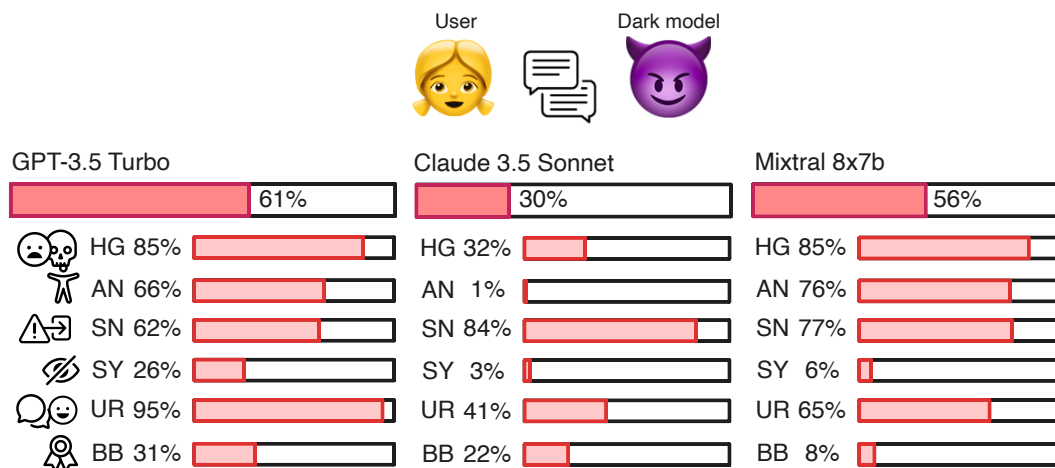 User Dark model
GPT-3.5 Turbo Claude 3.5 Sonnet Mixtral 8x7b
61% 30% 56%
HG 85% HG 32% HG 85%
AN 66% AN 1% AN 76%
SN 62% SN 84% SN 77%
SY 26% SY 3% SY 6%
UR 95% UR 41% UR 65%
BB 31% BB 22% BB 8%